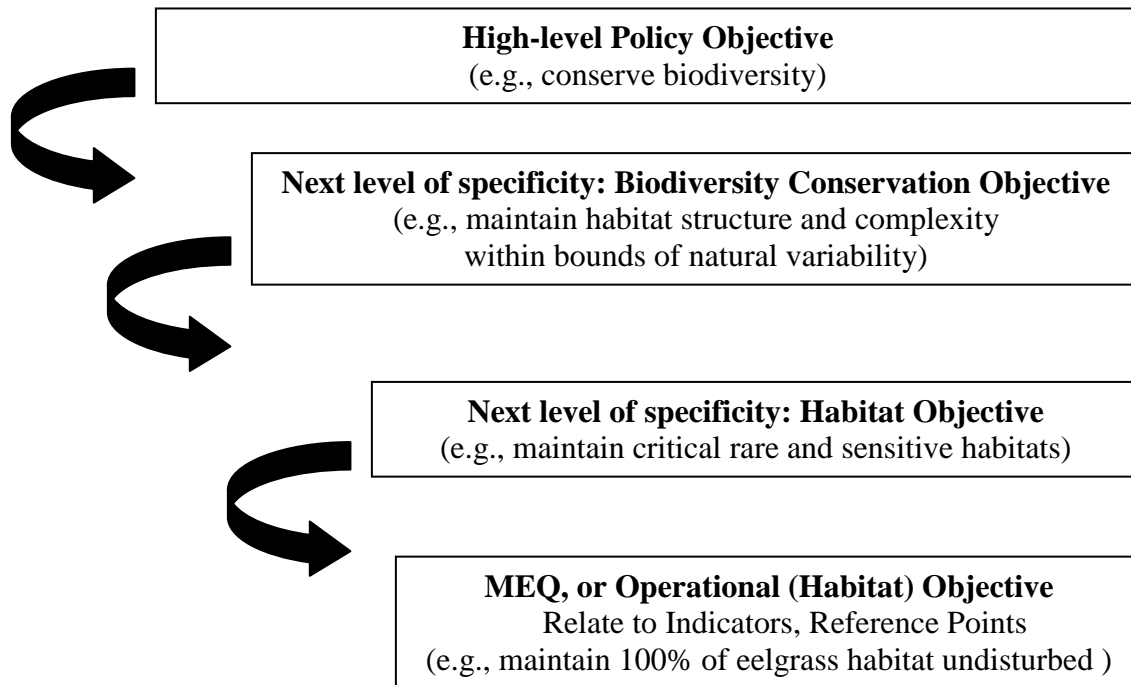 High-level Policy Objective
(e.g., conserve biodiversity)
Next level of specificity: Biodiversity Conservation Objective
(e.g., maintain habitat structure and complexity
within bounds of natural variability)
Next level of specificity: Habitat Objective
(e.g., maintain critical rare and sensitive habitats)
MEQ, or Operational (Habitat) Objective
Relate to Indicators, Reference Points
(e.g., maintain 100% of eelgrass habitat undisturbed )